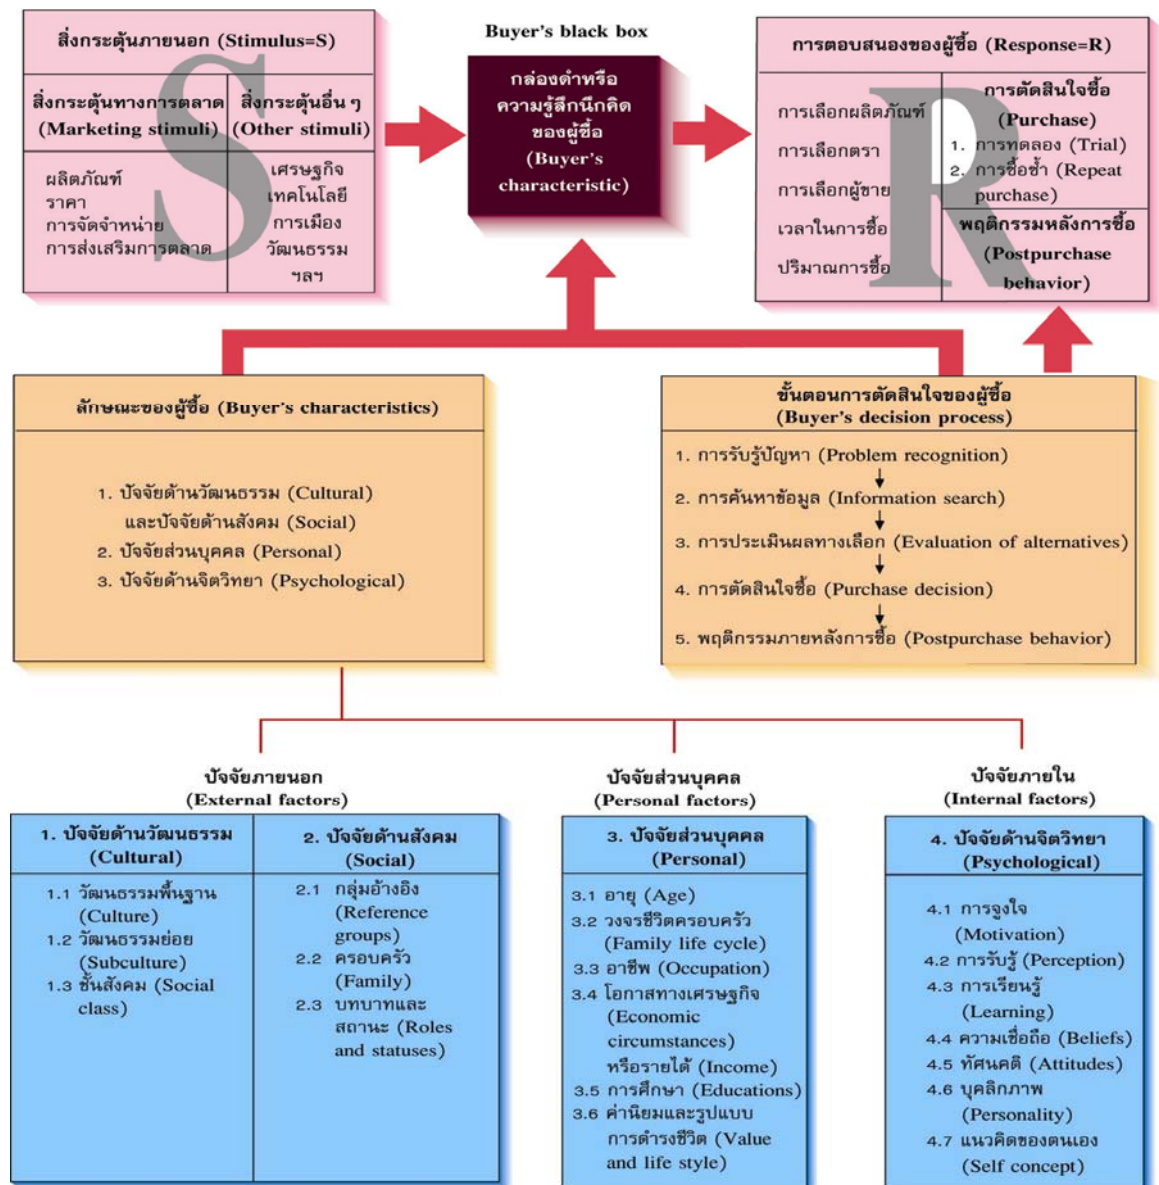 สิ่งกระตุ้นภายนอก (Stimulus=S)
สิ่งกระตุ้นทางการตลาด
(Marketing stimuli)
ผลิตภัณฑ์
ราคา
การจัดจำหน่าย
การส่งเสริมการตลาด
สิ่งกระตุ้นอื่น ๆ
(Other stimuli)
เศรษฐกิจ
เทคโนโลยี
การเมือง
วัฒนธรรม
ฯลฯ
S
Buyer's black box
กล่องดำหรือ
ความรู้สึกนึกคิด
ของผู้ซื้อ
(Buyer's
characteristic)
การตอบสนองของผู้ซื้อ (Response=R)
การเลือกผลิตภัณฑ์
การเลือกตรา
การเลือกผู้ขาย
เวลาในการซื้อ
ปริมาณการซื้อ
การตัดสินใจซื้อ
(Purchase)
1. การทดลอง (Trial)
2. การซื้อซ้ำ (Repeat
purchase)
พฤติกรรมหลังการซื้อ
(Postpurchase
behavior)
R
ลักษณะของผู้ซื้อ (Buyer's characteristics)
1. ปัจจัยด้านวัฒนธรรม (Cultural)
และปัจจัยด้านสังคม (Social)
2. ปัจจัยส่วนบุคคล (Personal)
3. ปัจจัยด้านจิตวิทยา (Psychological)
ขั้นตอนการตัดสินใจของผู้ซื้อ
(Buyer's decision process)
1. การรับรู้ปัญหา (Problem recognition)
2. การค้นหาข้อมูล (Information search)
3. การประเมินผลทางเลือก (Evaluation of alternatives)
4. การตัดสินใจซื้อ (Purchase decision)
5. พฤติกรรมภายหลังการซื้อ (Postpurchase behavior)
ปัจจัยภายนอก
(External factors)
1. ปัจจัยด้านวัฒนธรรม
(Cultural)
1.1 วัฒนธรรมพื้นฐาน
(Culture)
1.2 วัฒนธรรมย่อย
(Subculture)
1.3 ชั้นสังคม (Social
class)
2. ปัจจัยด้านสังคม
(Social)
2.1 กลุ่มอ้างอิง
(Reference
groups)
2.2 ครอบครัว
(Family)
2.3 บทบาทและ
สถานะ (Roles
and statuses)
ปัจจัยส่วนบุคคล
(Personal factors)
3. ปัจจัยส่วนบุคคล
(Personal)
3.1 อายุ (Age)
3.2 วงจรชีวิตครอบครัว
(Family life cycle)
3.3 อาชีพ (Occupation)
3.4 โอกาสทางเศรษฐกิจ
(Economic
circumstances)
หรือรายได้ (Income)
3.5 การศึกษา (Educations)
3.6 ค่านิยมและรูปแบบ
การดำรงชีวิต (Value
and life style)
ปัจจัยภายใน
(Internal factors)
4. ปัจจัยด้านจิตวิทยา
(Psychological)
4.1 การจูงใจ
(Motivation)
4.2 การรับรู้ (Perception)
4.3 การเรียนรู้
(Learning)
4.4 ความเชื่อถือ (Beliefs)
4.5 ทัศนคติ (Attitudes)
4.6 บุคลิกภาพ
(Personality)
4.7 แนวคิดของตนเอง
(Self concept)